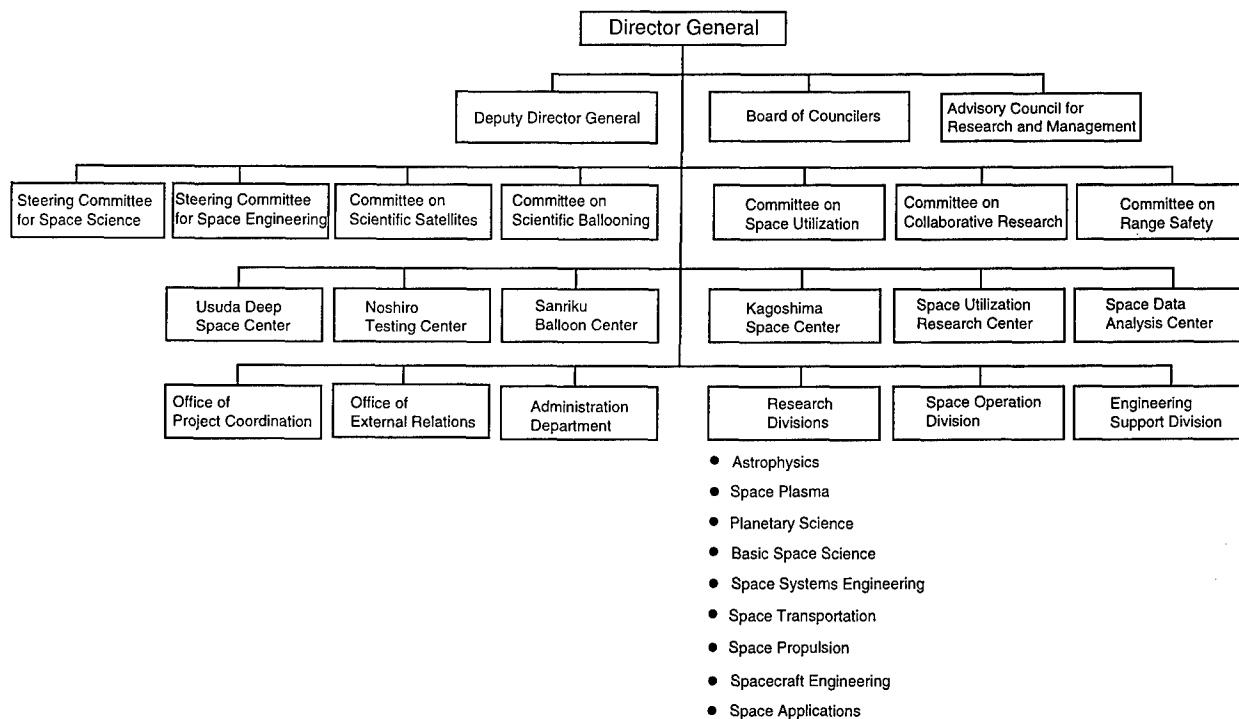 Director General
Deputy Director General
Board of Councilers
Advisory Council for
Research and Management
Steering Committee
for Space Science
Steering Committee
for Space Engineering
Committee on
Scientific Satellites
Committee on
Scientific Ballooning
Committee on
Space Utilization
Committee on
Collaborative Research
Committee on
Range Safety
Usuda Deep
Space Center
Noshiro
Testing Center
Sanriku
Balloon Center
Kagoshima
Space Center
Space Utilization
Research Center
Space Data
Analysis Center
Office of
Project Coordination
Office of
External Relations
Administration
Department
Research
Divisions
Space Operation
Division
Engineering
Support Division
● Astrophysics
● Space Plasma
● Planetary Science
● Basic Space Science
● Space Systems Engineering
● Space Transportation
● Space Propulsion
● Spacecraft Engineering
● Space Applications